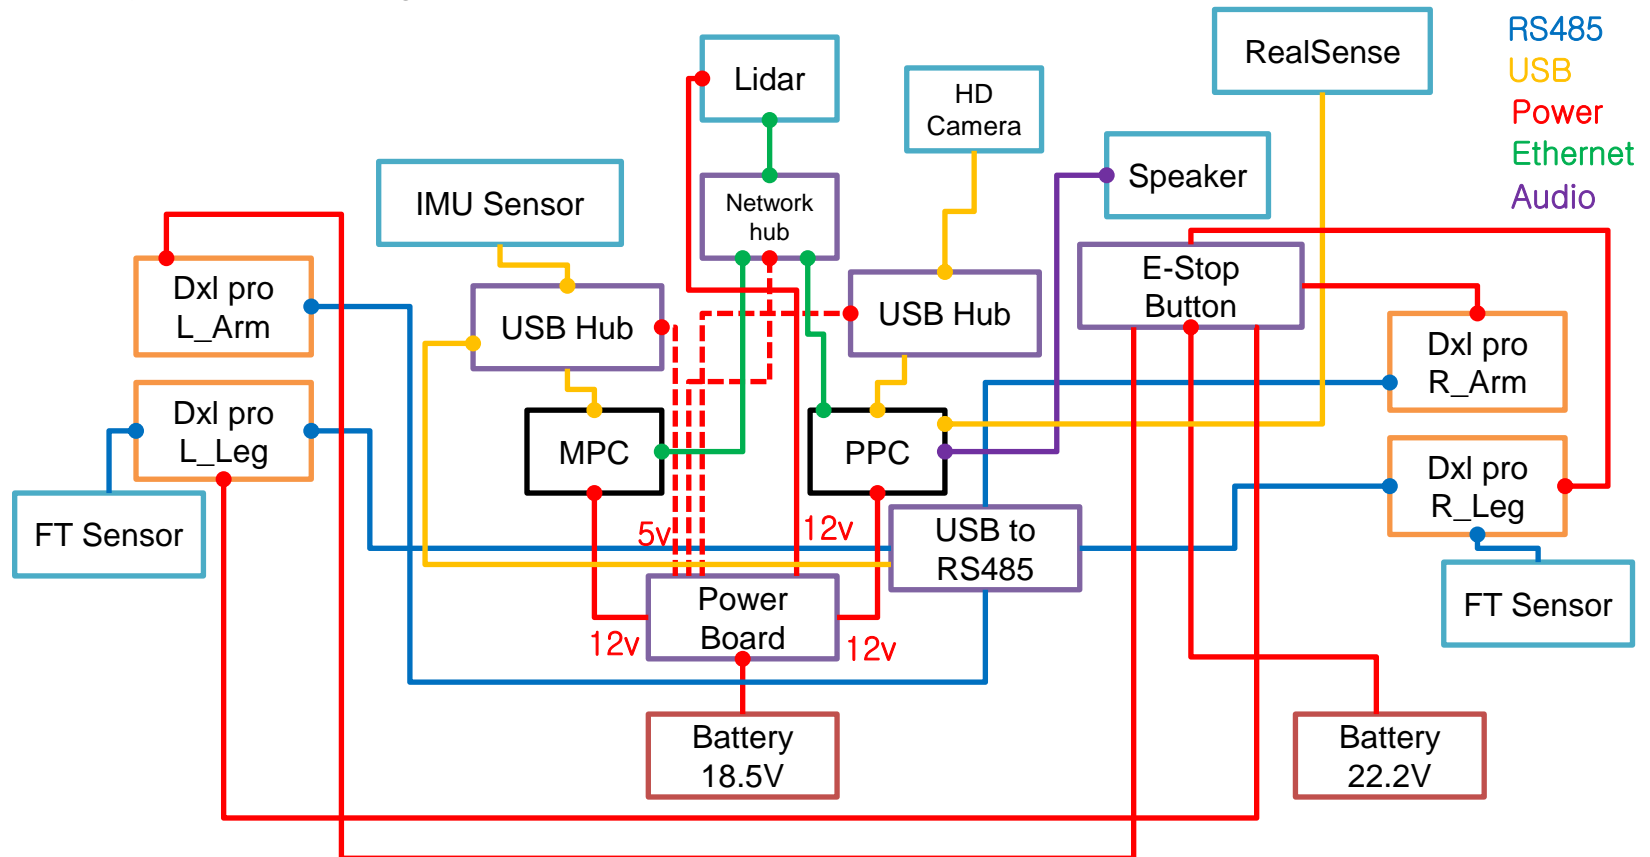 RS485
USB
Power
Ethernet
Audio
RealSense
Lidar
HD
Camera
Speaker
IMU Sensor
Network
hub
E-Stop
Button
Dxl pro
L_Arm
USB Hub
USB Hub
Dxl pro
R_Arm
Dxl pro
L_Leg
MPC
PPC
Dxl pro
R_Leg
FT Sensor
5v
12v
USB to
RS485
FT Sensor
Power
Board
12v
12v
Battery
18.5V
Battery
22.2V